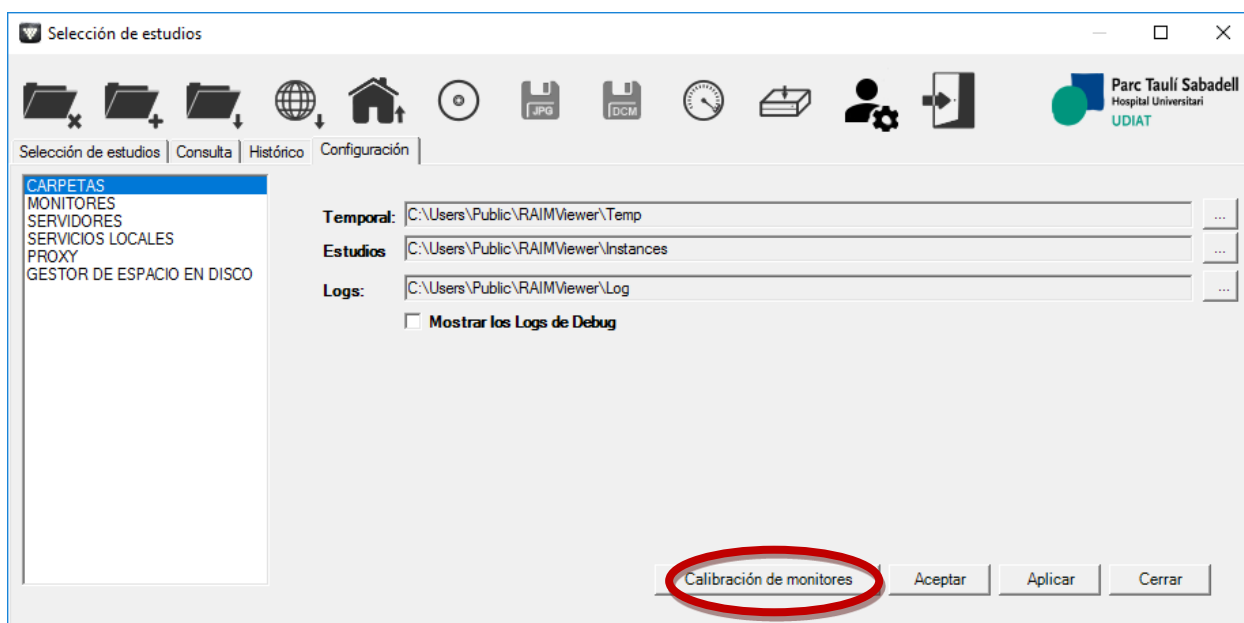 Selección de estudios
Parc Taulí Sabadell
Hospital Universitari
UDIAT
JPG
DCM
Selección de estudios Consulta Histórico Configuración
CARPETAS
MONITORES
SERVIDORES
SERVICIOS LOCALES
PROXY
GESTOR DE ESPACIO EN DISCO
Temporal: C:\Users\Public\RAIMViewer\Temp ...
Estudios C:\Users\Public\RAIMViewer\Instances ...
Logs: C:\Users\Public\RAIMViewer\Log ...
Mostrar los Logs de Debug
Calibración de monitores Aceptar Aplicar Cerrar